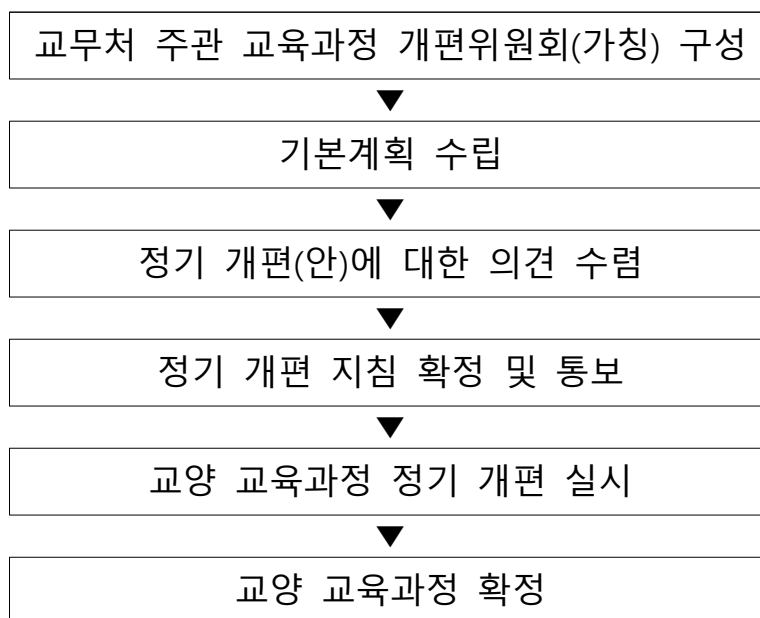 교무처 주관 교육과정 개편위원회(가칭) 구성
▼
기본계획 수립
▼
정기 개편(안)에 대한 의견 수렴
▼
정기 개편 지침 확정 및 통보
▼
교양 교육과정 정기 개편 실시
▼
교양 교육과정 확정